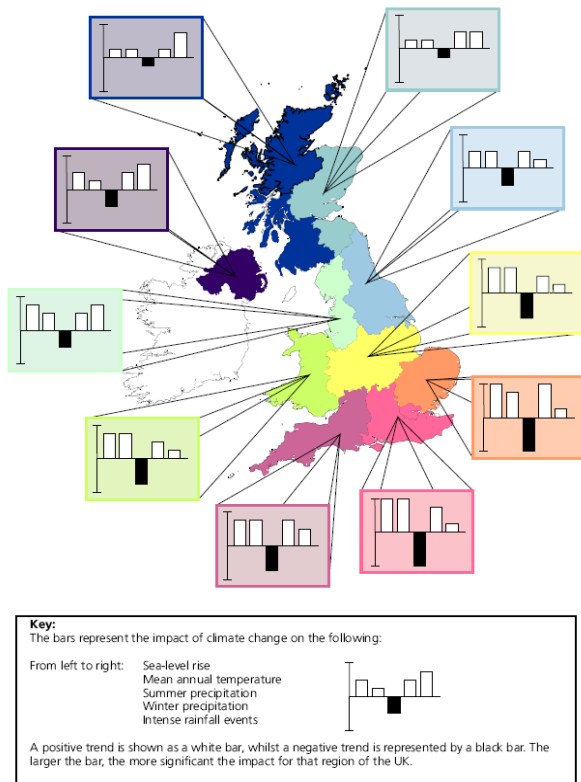 Key:
The bars represent the impact of climate change on the following:
From left to right: Sea-level rise
Mean annual temperature
Summer precipitation
Winter precipitation
Intense rainfall events
A positive trend is shown as a white bar, whilst a negative trend is represented by a black bar. The
larger the bar, the more significant the impact for that region of the UK.